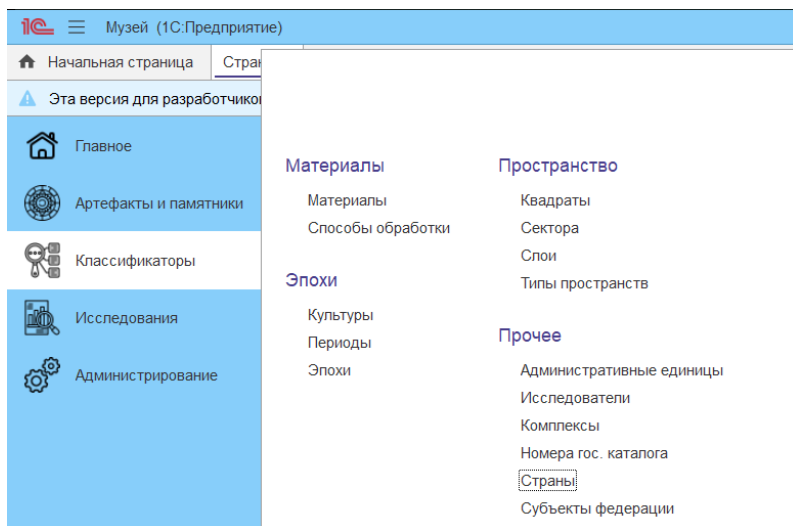 1С Музей (1С:Предприятие)
Начальная страница
Эта версия для
Главное
Артефакты и памятники
Классификаторы
Исследования
Администрирование
Материалы
Материалы
Способы обработки
Эпохи
Культуры
Периоды
Эпохи
Пространство
Квадраты
Сектора
Слои
Типы пространств
Прочее
Административные единицы
Исследователи
Комплексы
Номера гос. каталога
Страны
Субъекты федерации